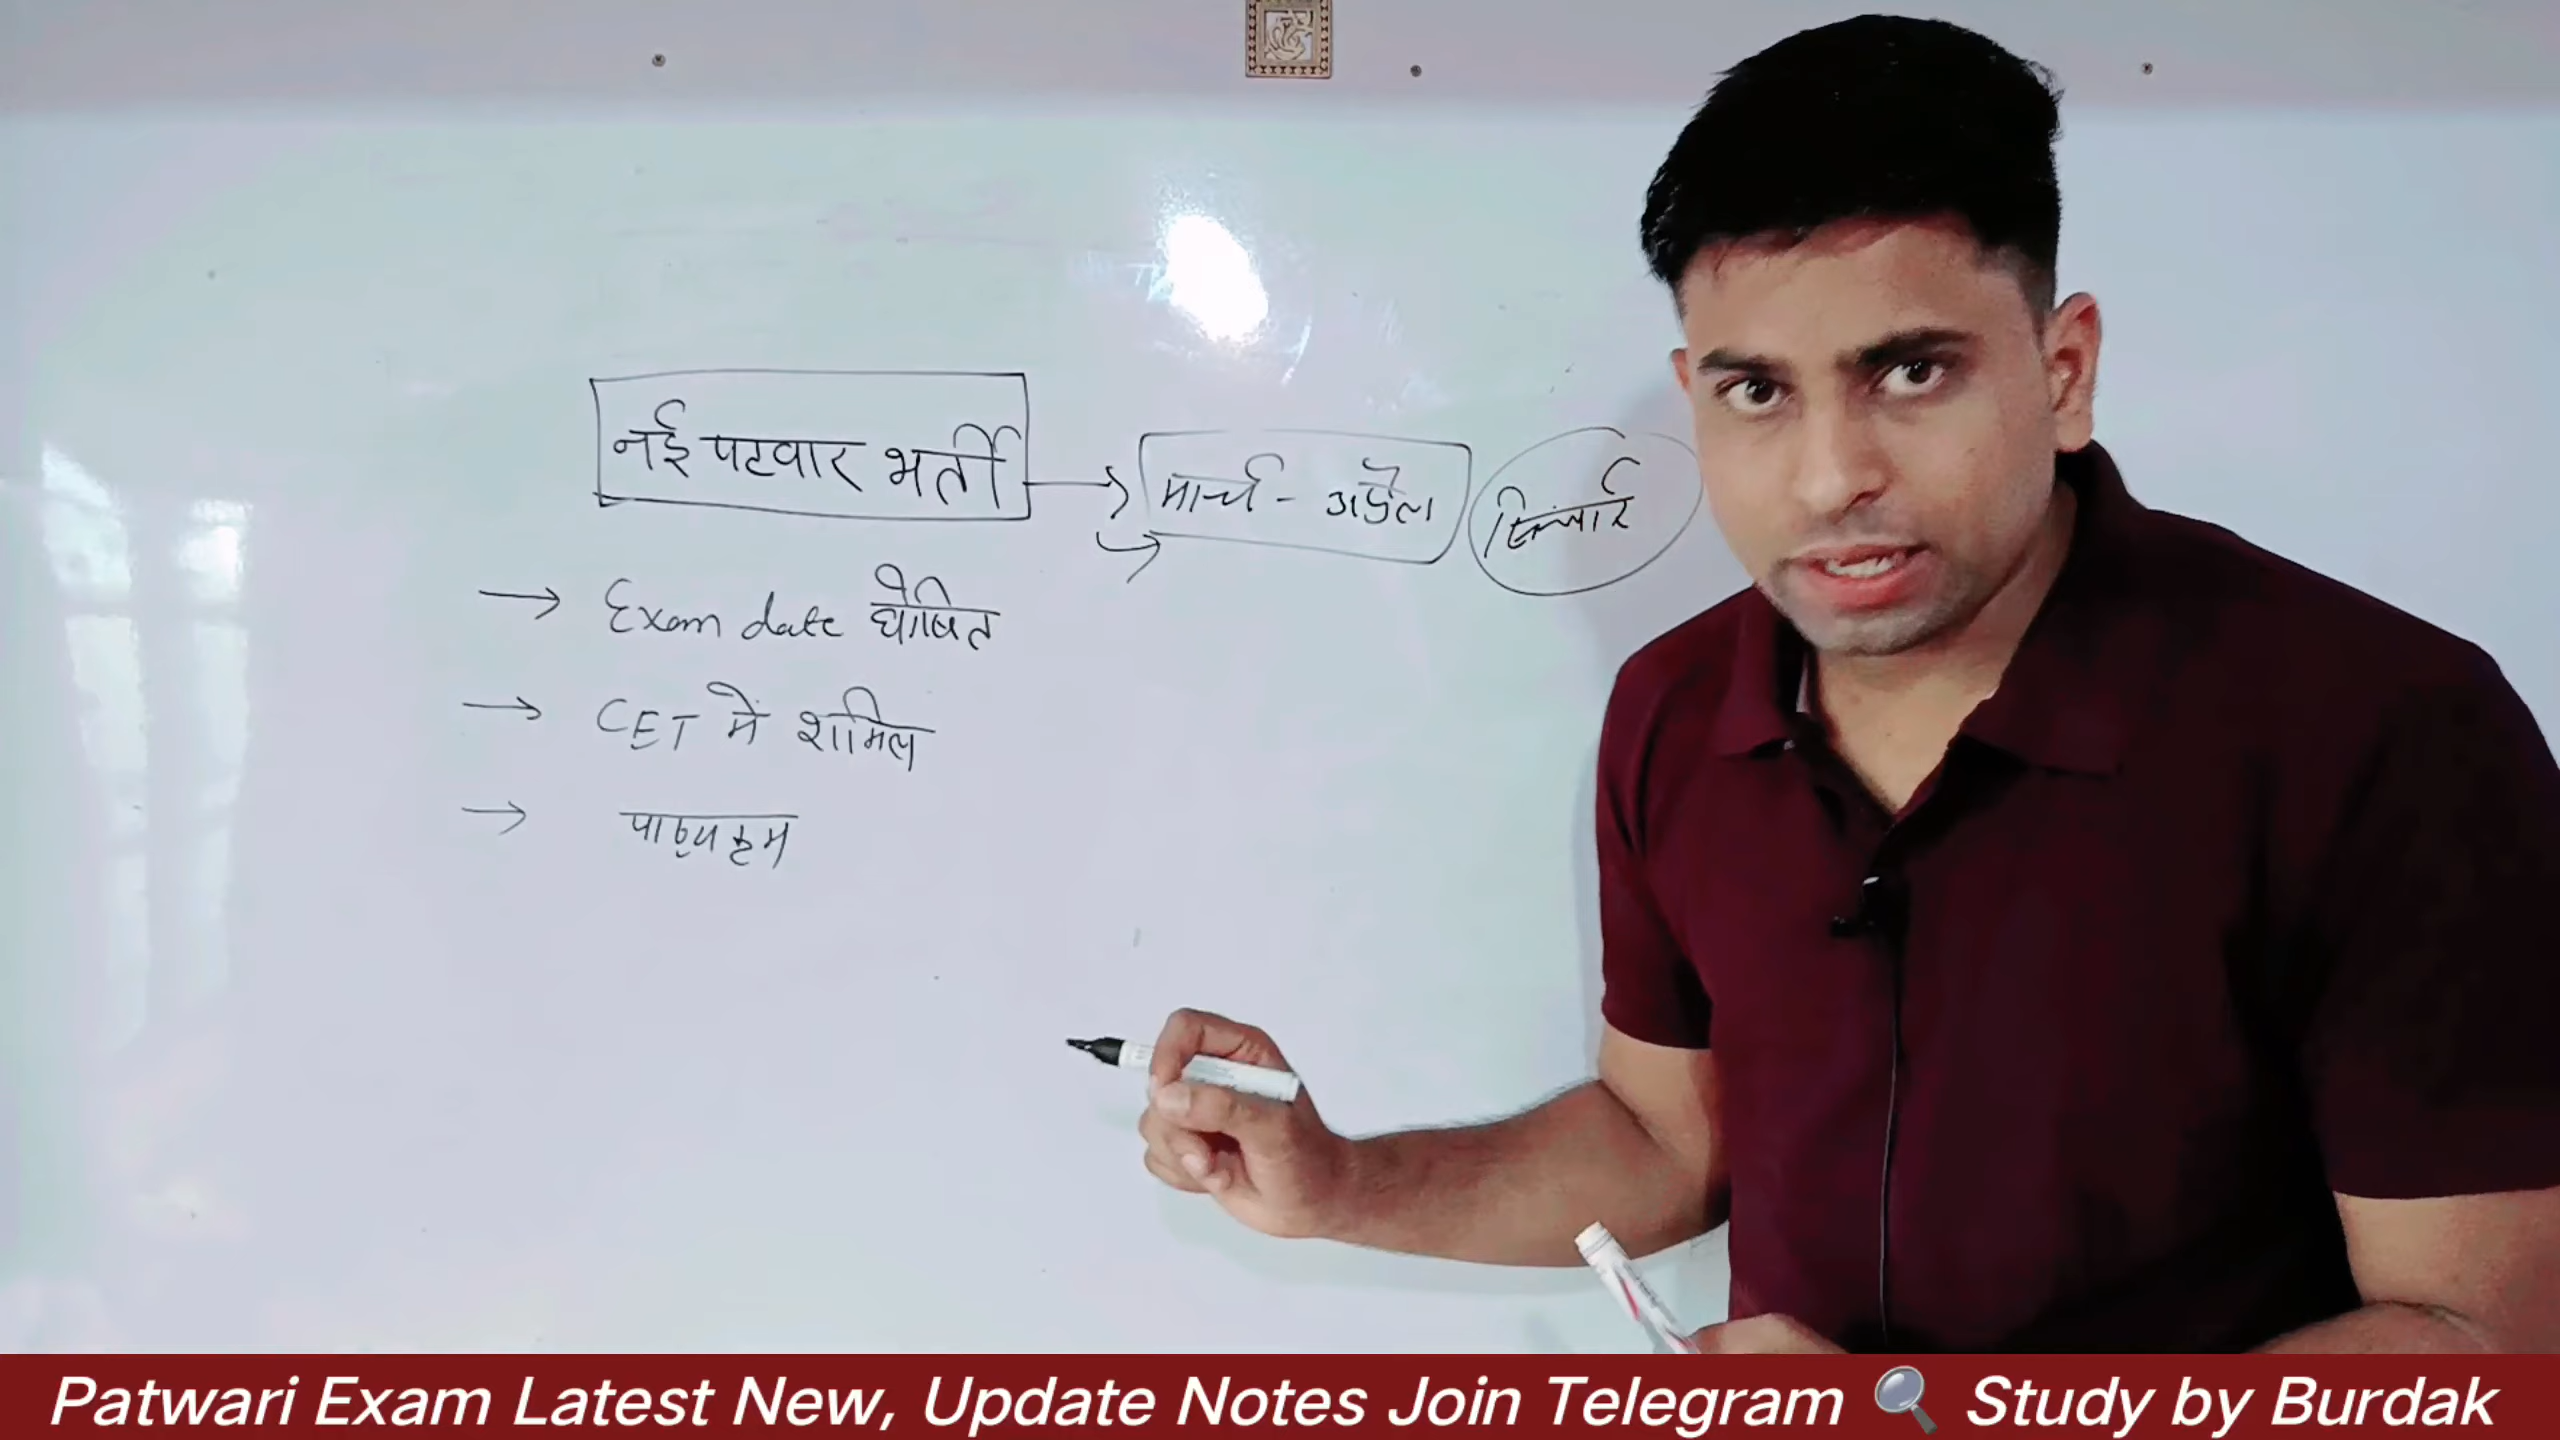 नई पटवार भर्ती → मार्च - अप्रैल
→ Exam date घोषित
→ CET में शामिल
→ पाठ्यक्रम
Patwari Exam Latest New, Update Notes Join Telegram 🔍 Study by Burdak